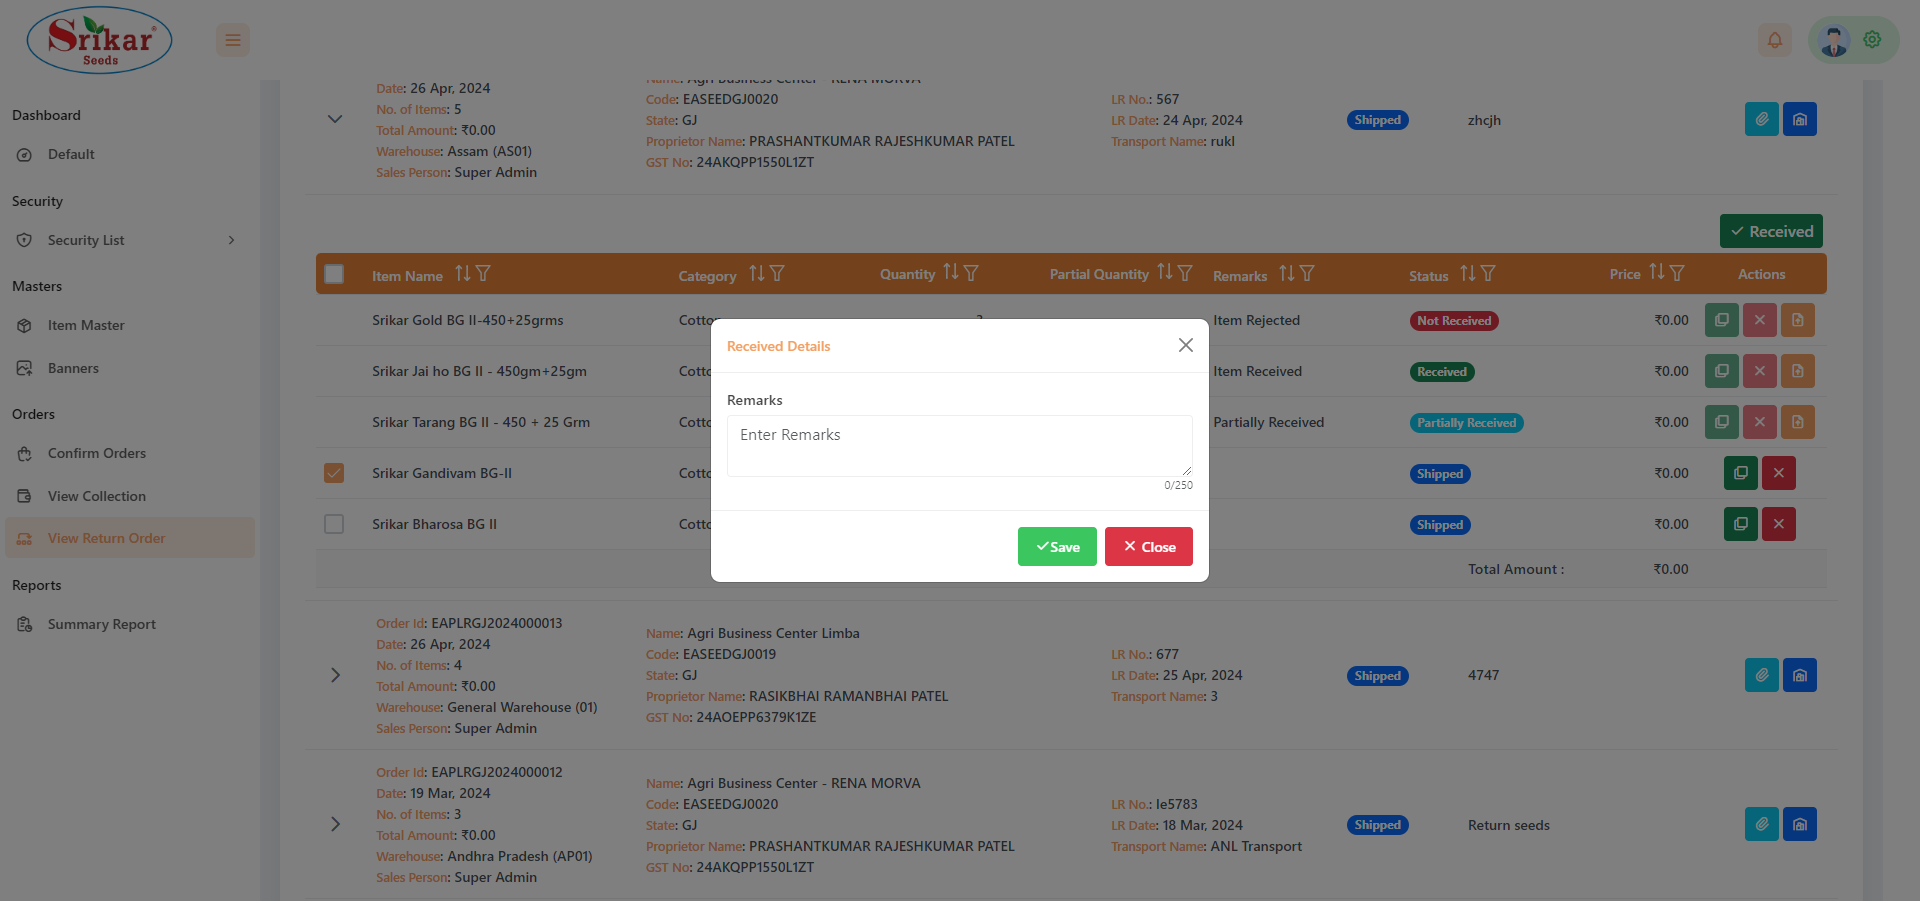 Srikar
Seeds
Dashboard
Default
Security
Security List
Masters
Item Master
Banners
Orders
Confirm Orders
View Collection
View Return Order
Reports
Summary Report
Date: 26 Apr, 2024
No. of Items: 5
Total Amount: ₹0.00
Warehouse: Assam (AS01)
Sales Person: Super Admin
Name: Agri Business Center - RENA MORVA
Code: EASEEDGJ0020
State: GJ
Proprietor Name: PRASHANTKUMAR RAJESHKUMAR PATEL
GST No: 24AKQPP1550L1ZT
LR No.: 567
LR Date: 24 Apr, 2024
Transport Name: rukl
Shipped
zhcjh
Received
Item Name Category Quantity Partial Quantity Remarks Status Price Actions
Srikar Gold BG II-450+25grms Item Rejected Not Received ₹0.00
Srikar Jai ho BG II - 450gm+25gm Item Received Received ₹0.00
Srikar Tarang BG II - 450 + 25 Grm Partially Received Partially Received ₹0.00
Srikar Gandivam BG-II Shipped ₹0.00
Srikar Bharosa BG II Shipped ₹0.00
Total Amount : ₹0.00
Received Details
Remarks
Enter Remarks
0/250
Save
Close
Order Id: EAPLRGJ2024000013
Date: 26 Apr, 2024
No. of Items: 4
Total Amount: ₹0.00
Warehouse: General Warehouse (01)
Sales Person: Super Admin
Name: Agri Business Center Limba
Code: EASEEDGJ0019
State: GJ
Proprietor Name: RASIKBHAI RAMANBHAI PATEL
GST No: 24AOEPP6379K1ZE
LR No.: 677
LR Date: 25 Apr, 2024
Transport Name: 3
Shipped
4747
Order Id: EAPLRGJ2024000012
Date: 19 Mar, 2024
No. of Items: 3
Total Amount: ₹0.00
Warehouse: Andhra Pradesh (AP01)
Sales Person: Super Admin
Name: Agri Business Center - RENA MORVA
Code: EASEEDGJ0020
State: GJ
Proprietor Name: PRASHANTKUMAR RAJESHKUMAR PATEL
GST No: 24AKQPP1550L1ZT
LR No.: le5783
LR Date: 18 Mar, 2024
Transport Name: ANL Transport
Shipped
Return seeds